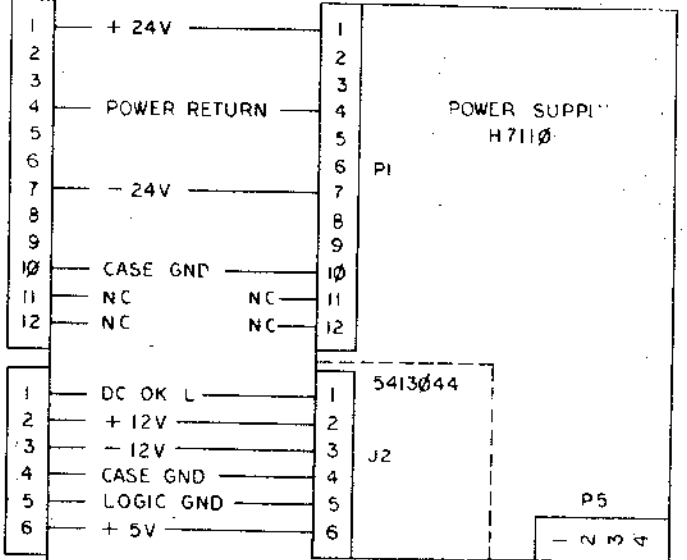 1 + 24V 1
2 2
3 3
4 POWER RETURN 4
5 5
6 6
7 - 24V 7
8 8
9 9
1Ø CASE GND 1Ø
11 NC NC 11
12 NC NC 12
P1
POWER SUPPL
H711Ø
1 DC OK L 1
2 + 12V 2
3 - 12V 3
4 CASE GND 4
5 LOGIC GND 5
6 + 5V 6
5413Ø44
J2
P5
1 2 3 4